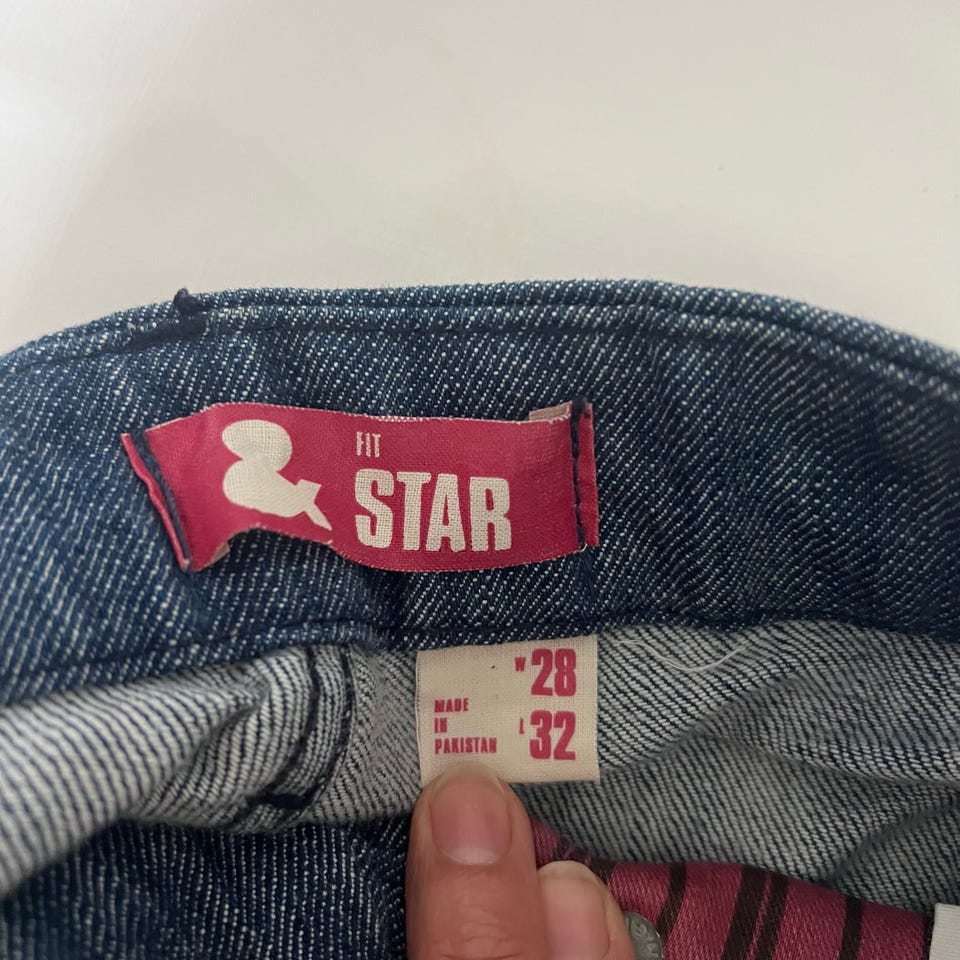 &
FIT
STAR
W 28
L 32
MADE
IN
PAKISTAN